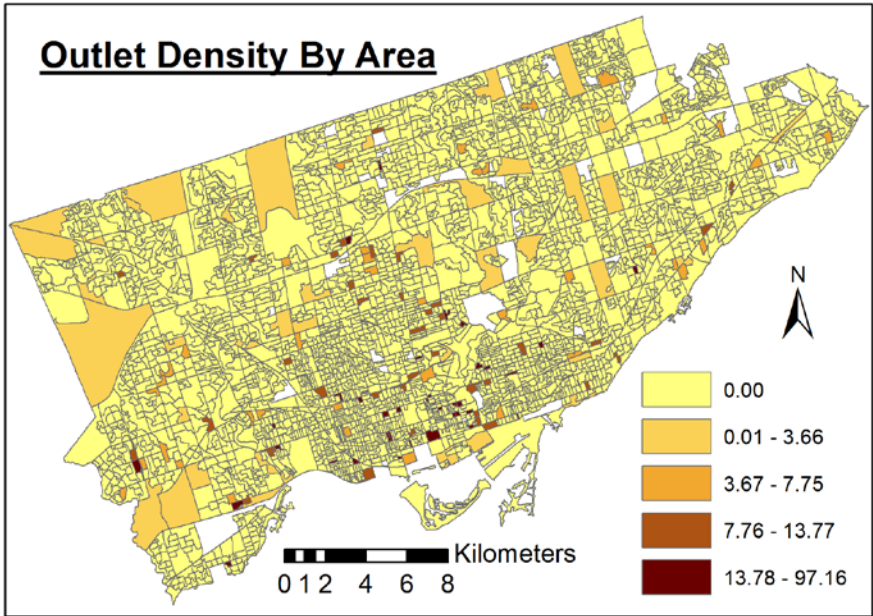 Outlet Density By Area
N
0.00
0.01 - 3.66
3.67 - 7.75
7.76 - 13.77
13.78 - 97.16
Kilometers
0 1 2 4 6 8